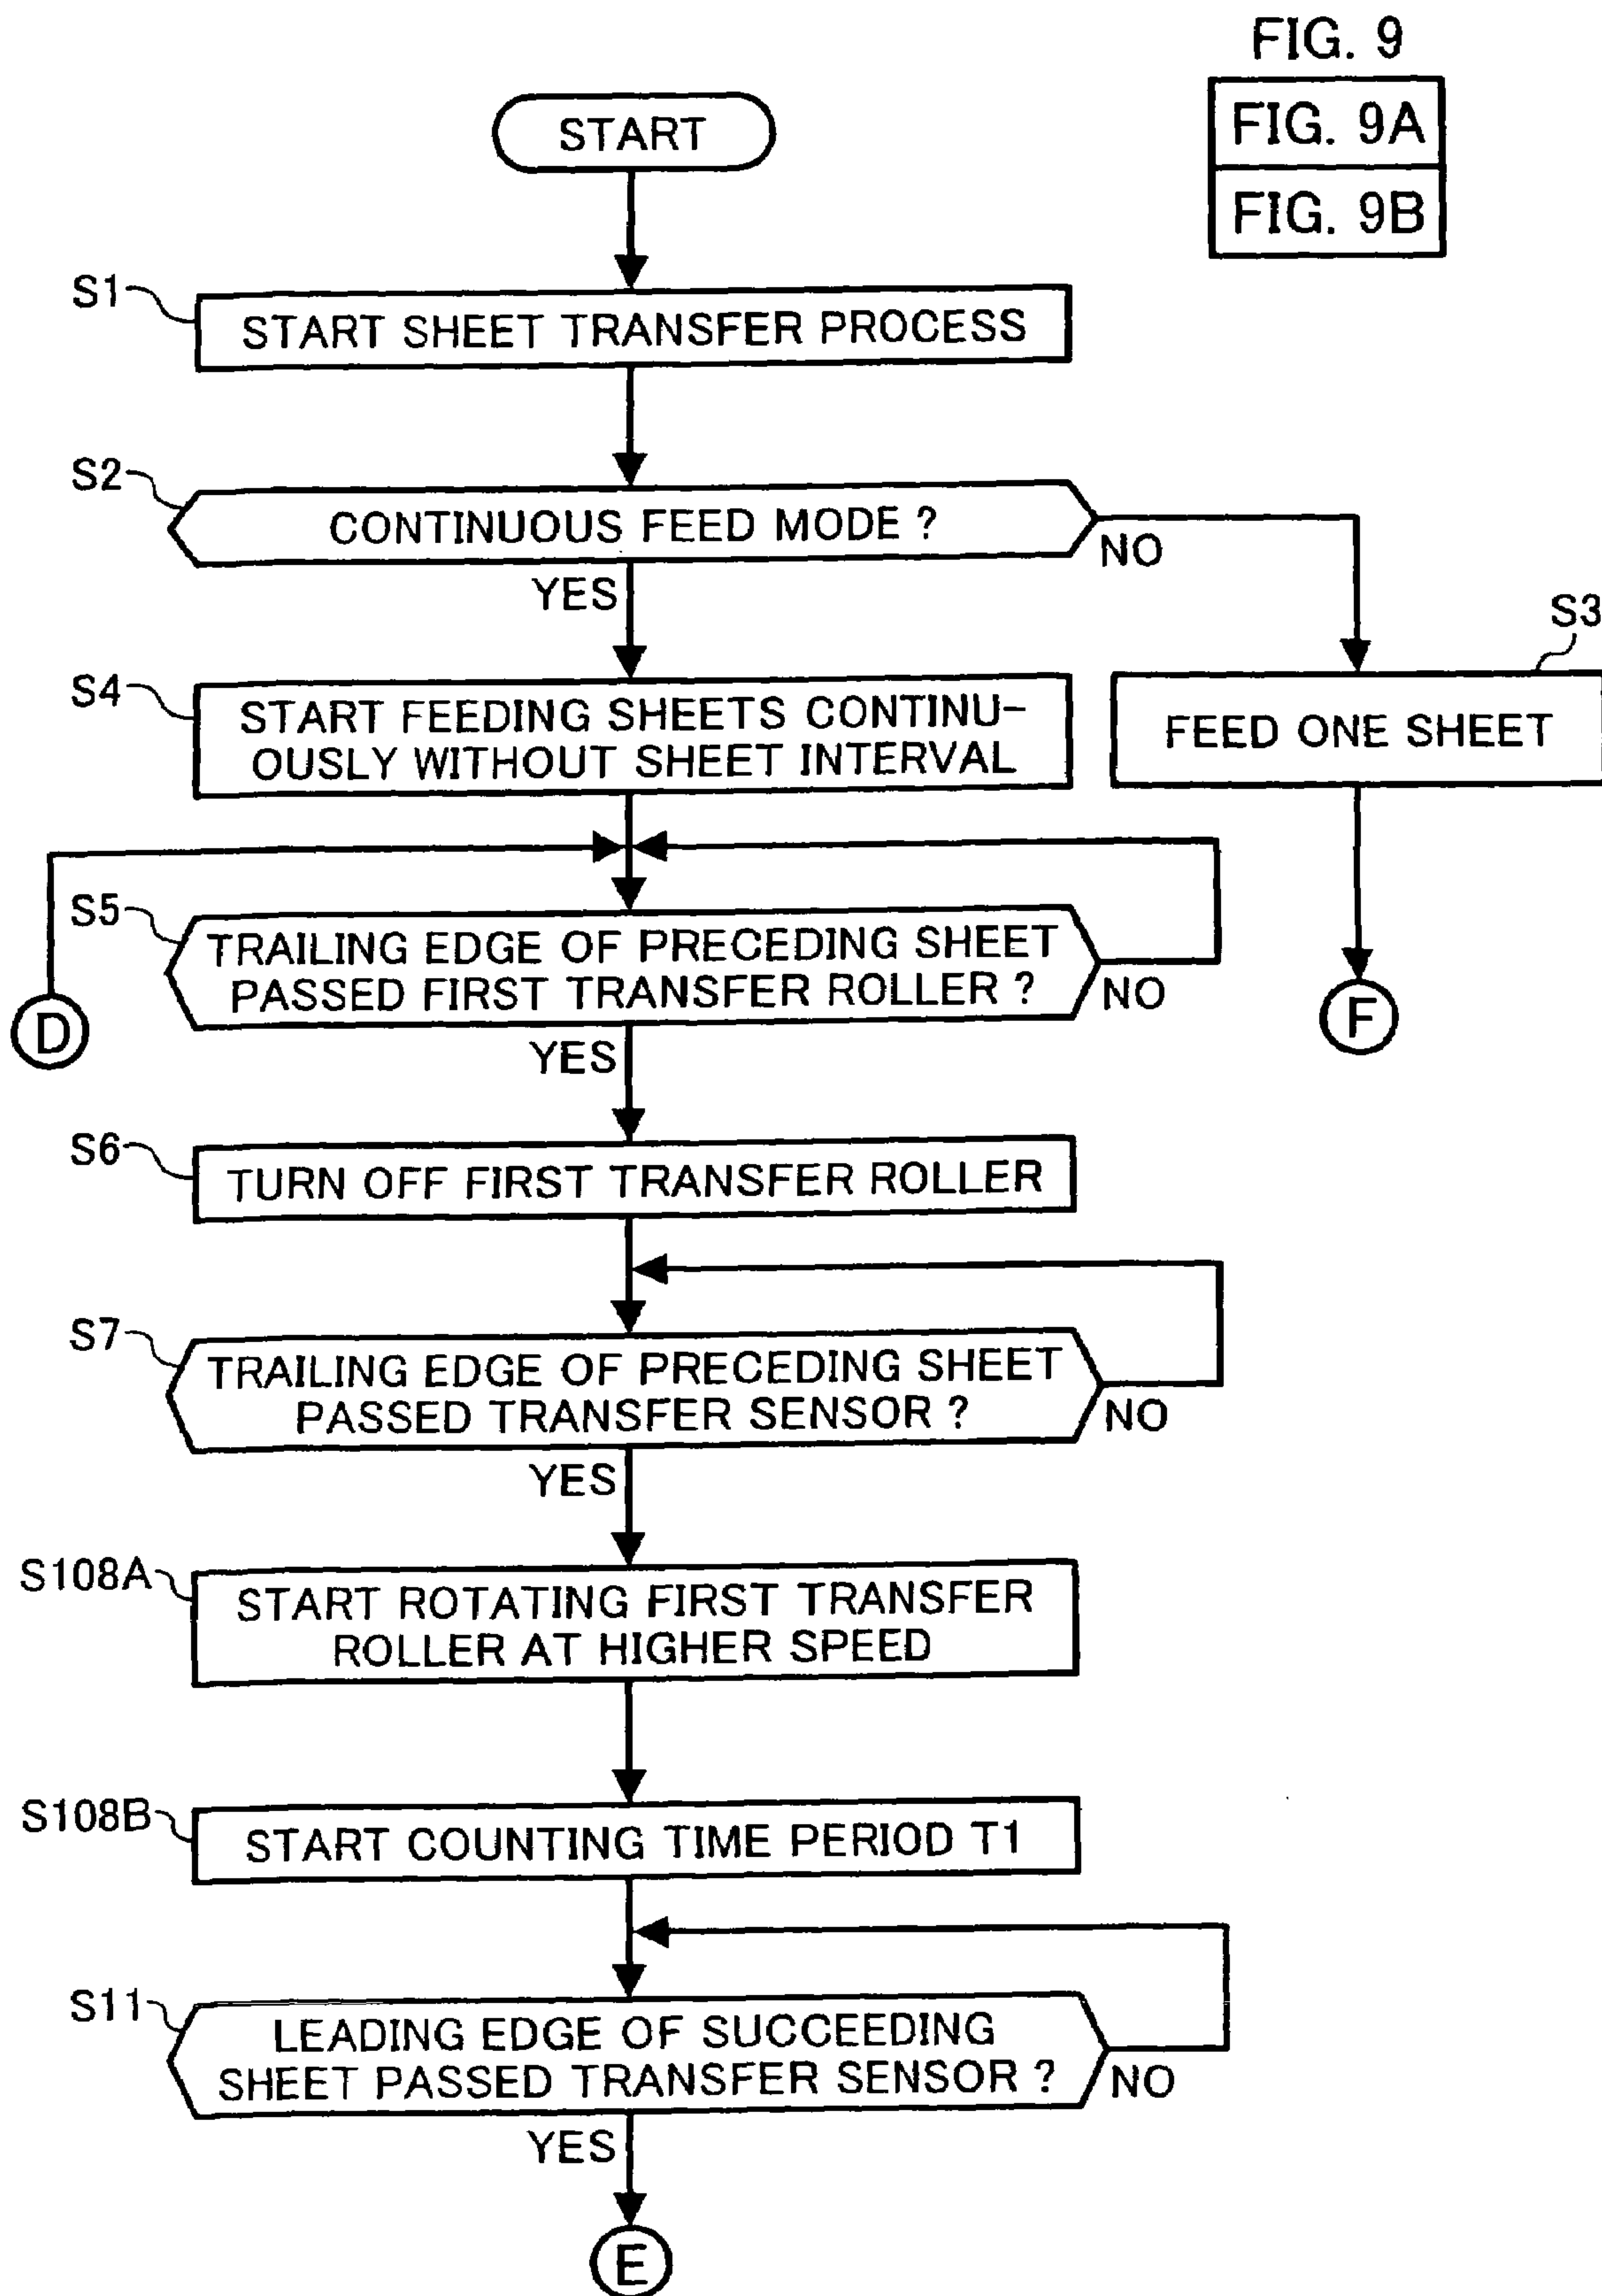 FIG. 9
FIG. 9A
FIG. 9B
START
S1
START SHEET TRANSFER PROCESS
S2
CONTINUOUS FEED MODE ?
NO
YES
S3
FEED ONE SHEET
F
S4
START FEEDING SHEETS CONTINU-
OUSLY WITHOUT SHEET INTERVAL
D
S5
TRAILING EDGE OF PRECEDING SHEET
PASSED FIRST TRANSFER ROLLER ?
NO
YES
S6
TURN OFF FIRST TRANSFER ROLLER
S7
TRAILING EDGE OF PRECEDING SHEET
PASSED TRANSFER SENSOR ?
NO
YES
S108A
START ROTATING FIRST TRANSFER
ROLLER AT HIGHER SPEED
S108B
START COUNTING TIME PERIOD T1
S11
LEADING EDGE OF SUCCEEDING
SHEET PASSED TRANSFER SENSOR ?
NO
YES
E